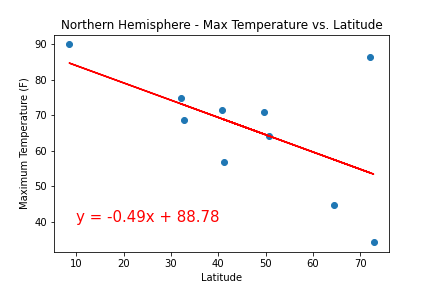 Northern Hemisphere - Max Temperature vs. Latitude
90
80
70
60
50
40
Maximum Temperature (F)
y = -0.49x + 88.78
10 20 30 40 50 60 70
Latitude